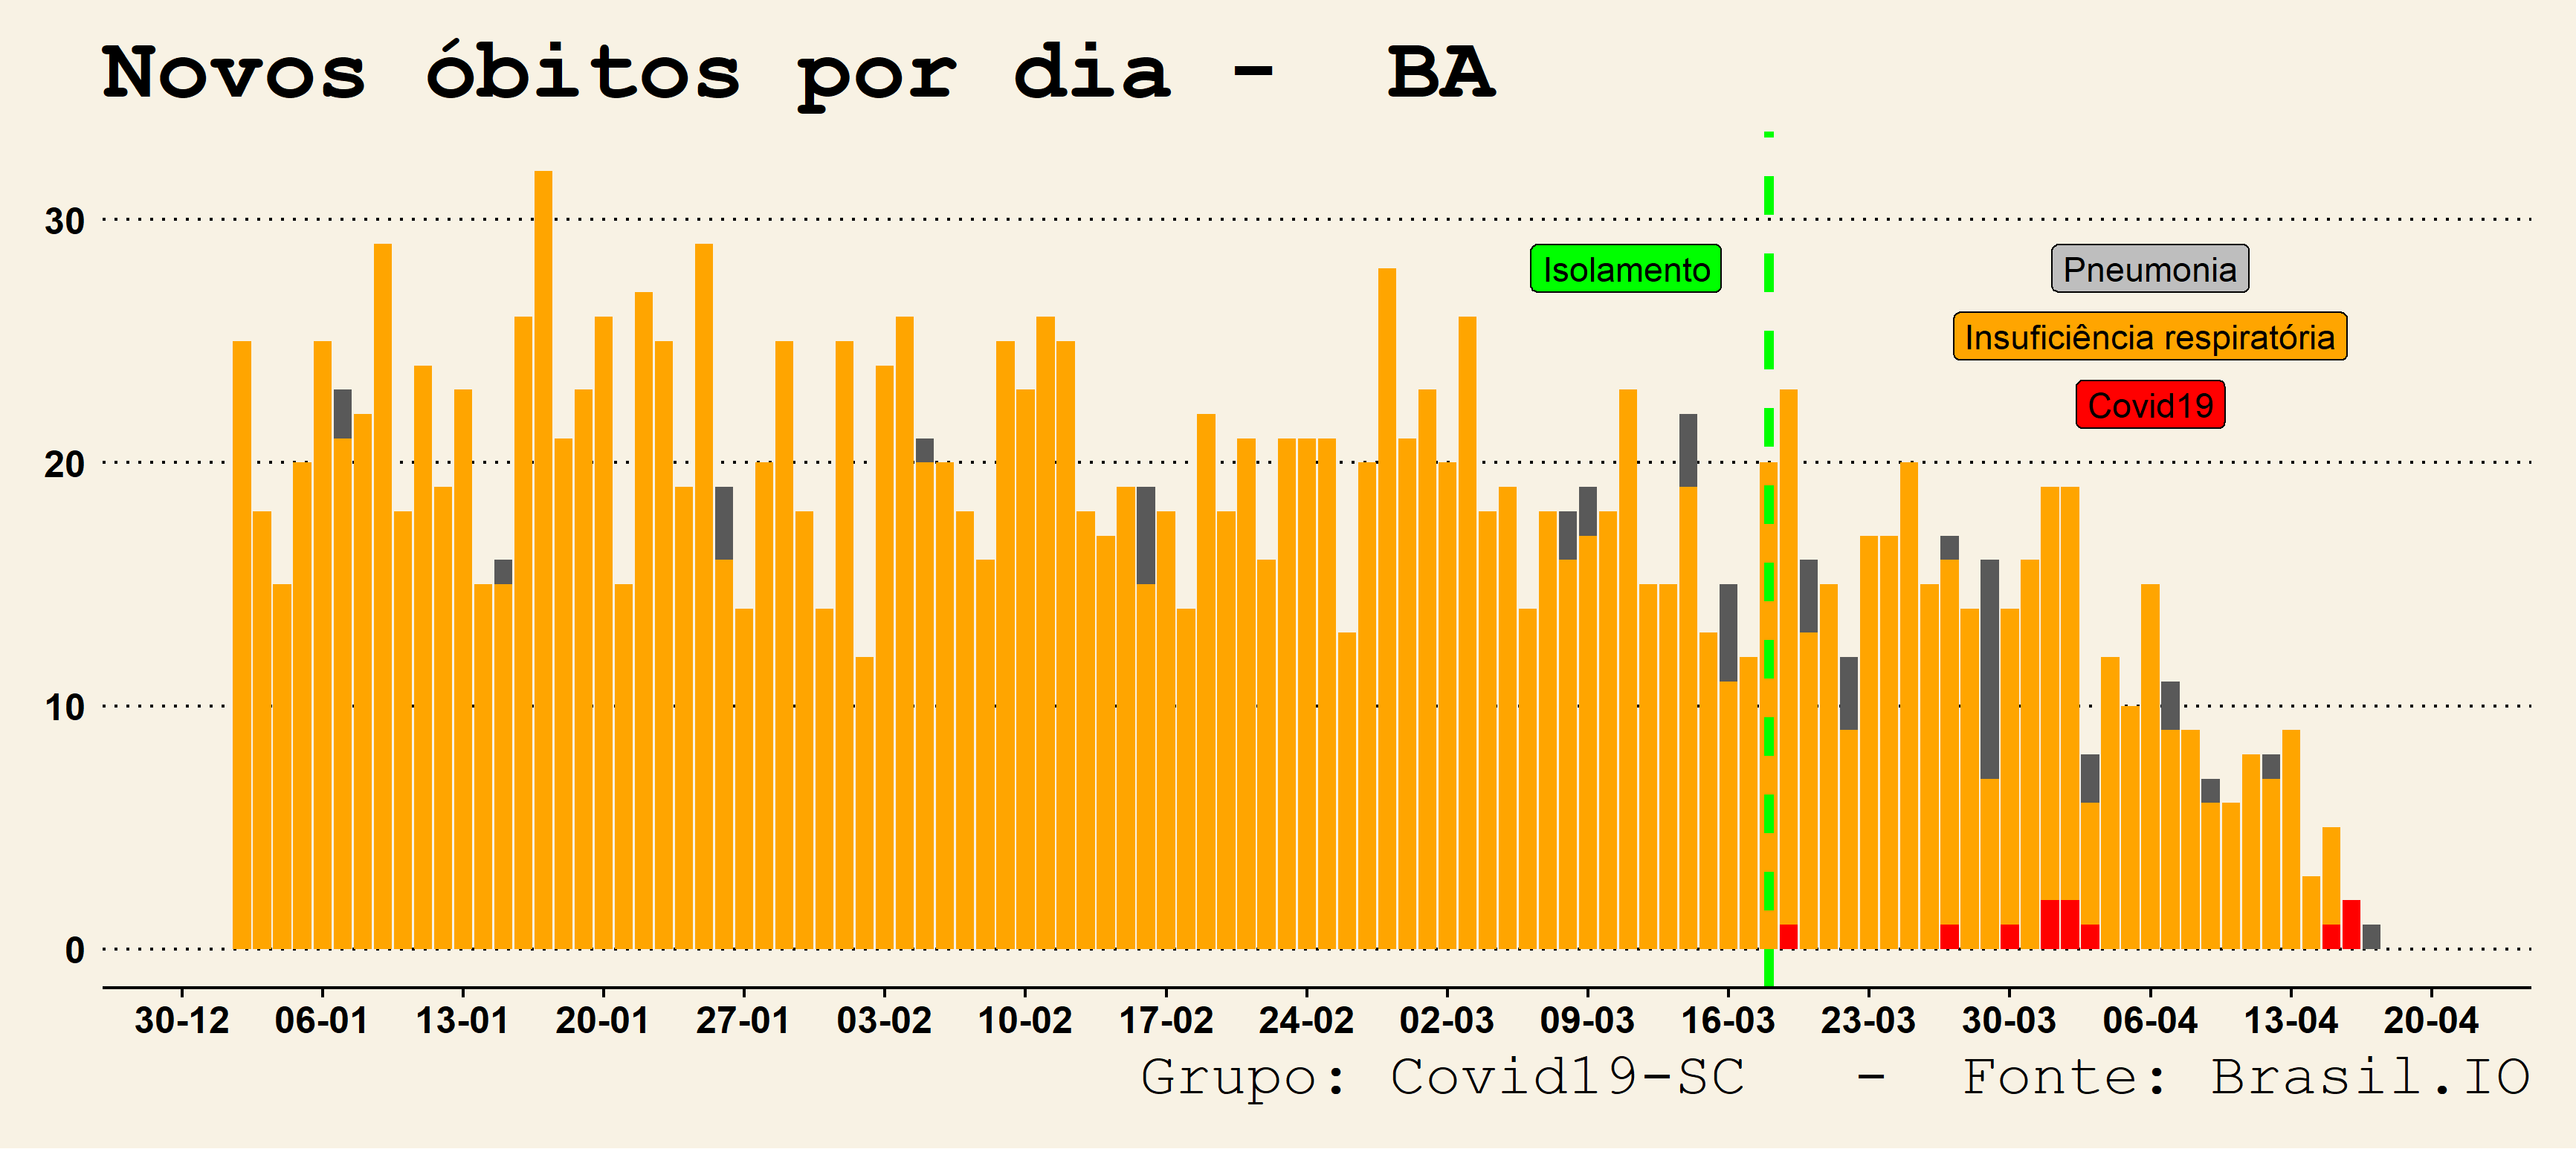 Novos óbitos por dia - BA
30
Isolamento
Pneumonia
Insuficiência respiratória
Covid19
20
10
0
30-12 06-01 13-01 20-01 27-01 03-02 10-02 17-02 24-02 02-03 09-03 16-03 23-03 30-03 06-04 13-04 20-04
Grupo: Covid19-SC - Fonte: Brasil.IO